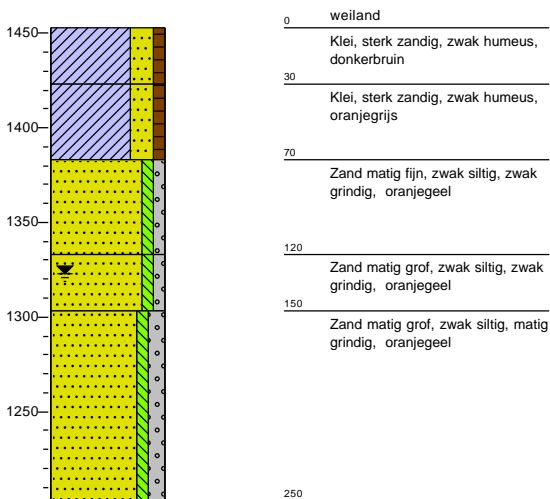 1450
1400
1350
1300
1250
0
weiland
Klei, sterk zandig, zwak humeus,
donkerbruin
30
Klei, sterk zandig, zwak humeus,
oranjegrijs
70
Zand matig fijn, zwak siltig, zwak
grindig, oranjegeel
120
Zand matig grof, zwak siltig, zwak
grindig, oranjegeel
150
Zand matig grof, zwak siltig, matig
grindig, oranjegeel
250